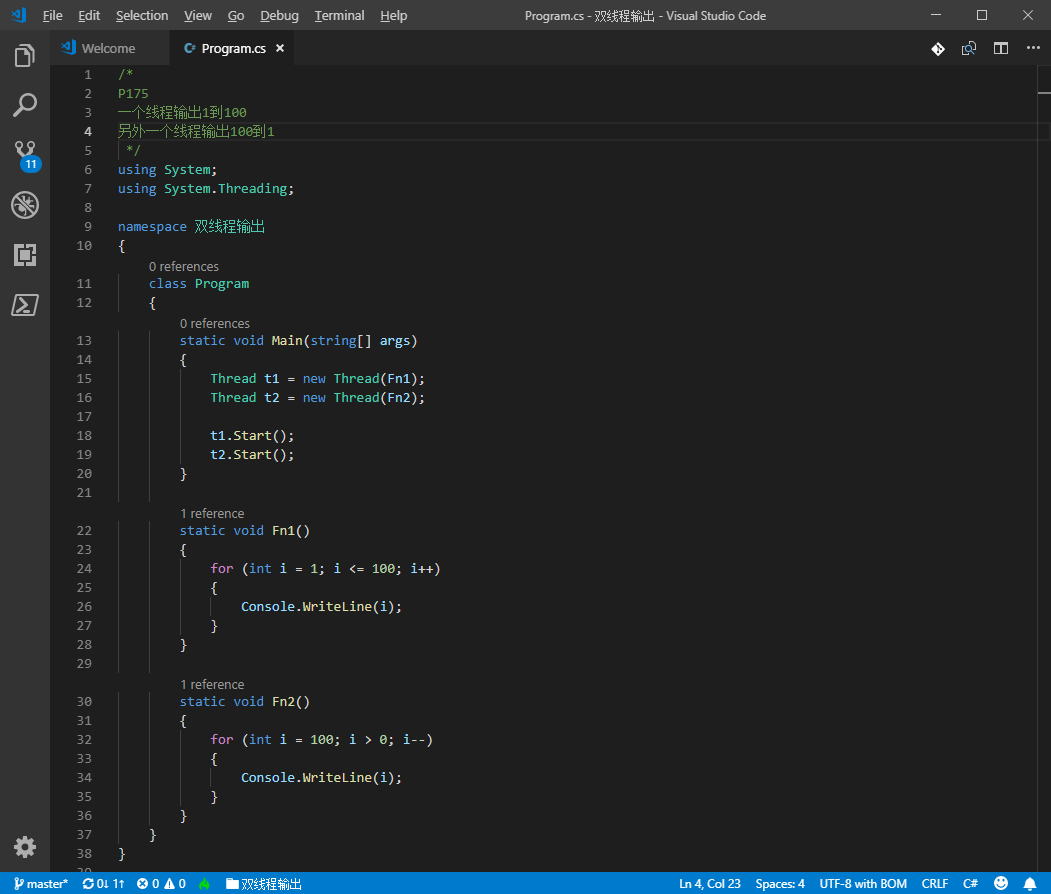 File Edit Selection View Go Debug Terminal Help Program.cs - 双线程输出 - Visual Studio Code
Welcome Program.cs
1 /*
2 P175
3 一个线程输出1到100
4 另外一个线程输出100到1
5 */
6 using System;
7 using System.Threading;
8
9 namespace 双线程输出
10 {
0 references
11 class Program
12 {
0 references
13 static void Main(string[] args)
14 {
15 Thread t1 = new Thread(Fn1);
16 Thread t2 = new Thread(Fn2);
17
18 t1.Start();
19 t2.Start();
20 }
21
1 reference
22 static void Fn1()
23 {
24 for (int i = 1; i <= 100; i++)
25 {
26 Console.WriteLine(i);
27 }
28 }
29
1 reference
30 static void Fn2()
31 {
32 for (int i = 100; i > 0; i--)
33 {
34 Console.WriteLine(i);
35 }
36 }
37 }
38 }
11
master* 0↓ 1↑ 0 0 双线程输出 Ln 4, Col 23 Spaces: 4 UTF-8 with BOM CRLF C#